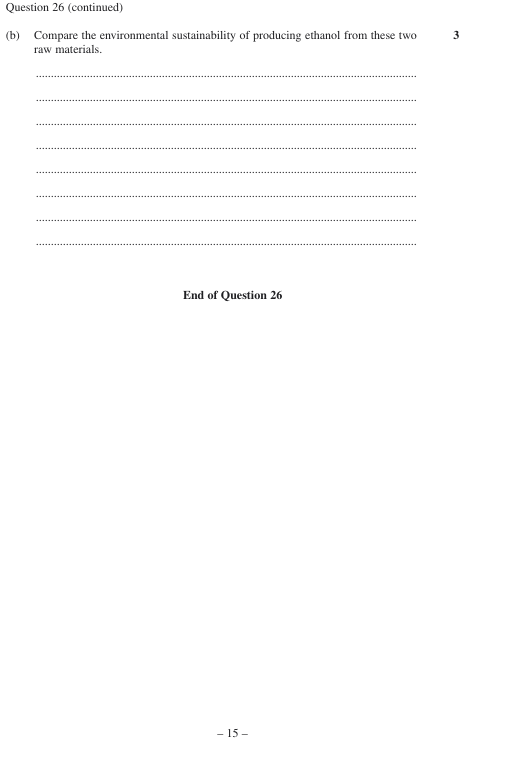 Question 26 (continued)
(b) Compare the environmental sustainability of producing ethanol from these two 3
raw materials.
................................................................................................................................
................................................................................................................................
................................................................................................................................
................................................................................................................................
................................................................................................................................
................................................................................................................................
................................................................................................................................
................................................................................................................................
End of Question 26
– 15 –